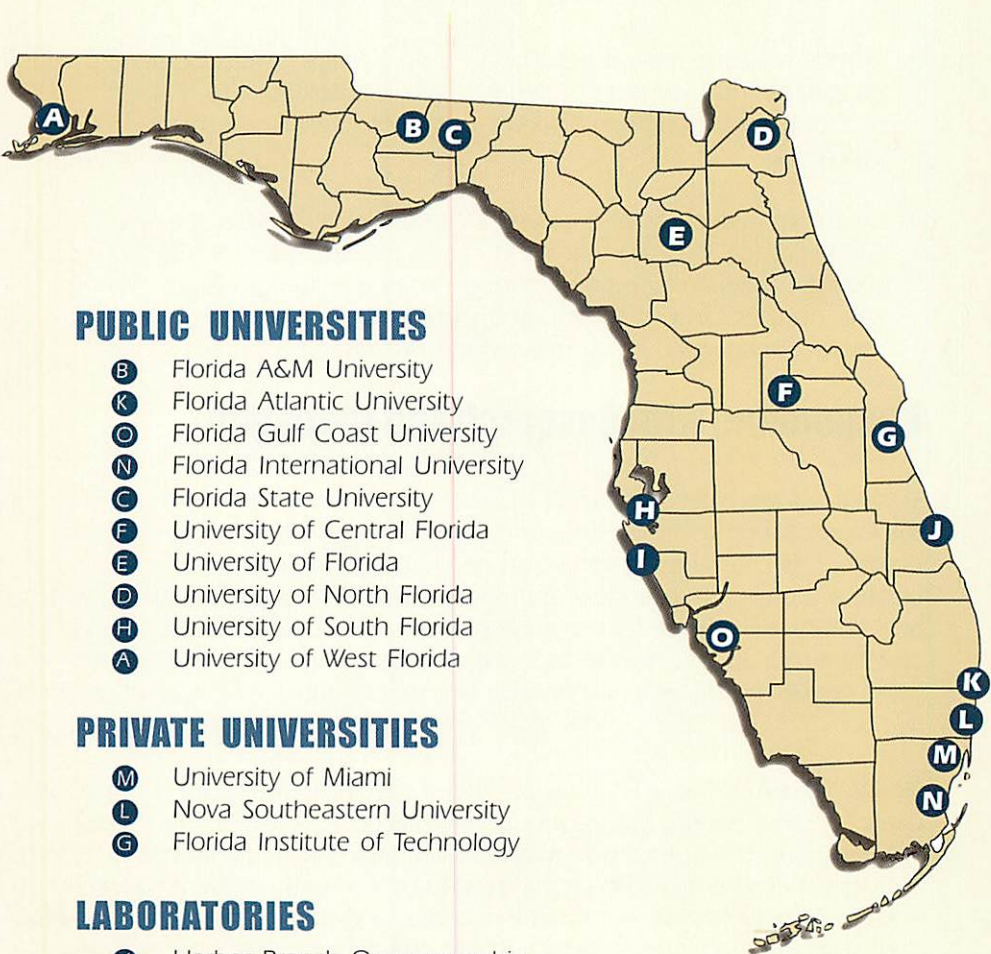 A
B
C
D
E
F
G
H
I
J
O
K
L
M
N
PUBLIC UNIVERSITIES
B Florida A&M University
K Florida Atlantic University
O Florida Gulf Coast University
N Florida International University
C Florida State University
F University of Central Florida
E University of Florida
D University of North Florida
H University of South Florida
A University of West Florida
PRIVATE UNIVERSITIES
M University of Miami
L Nova Southeastern University
G Florida Institute of Technology
LABORATORIES
Harbor Branch